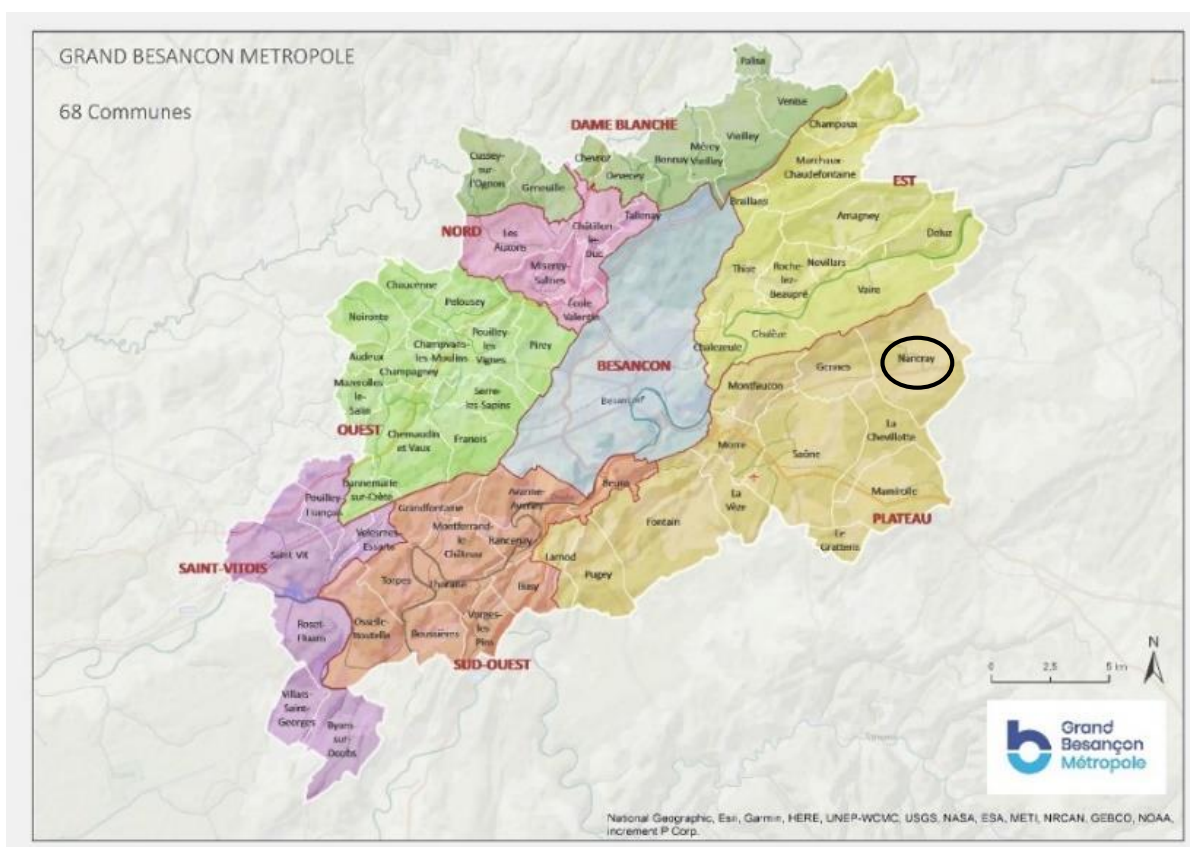 GRAND BESANCON METROPOLE
68 Communes
Palise
Venise
Champoux
DAME BLANCHE
Vieilley
Mérey
Vieilley
Bonnay
Chevroz
Devecey
Cussey-
sur-
l'Ognon
Geneuille
Marchaux-
Chaudefontaine
EST
Braillans
Tallenay
Amagney
Deluz
NORD
Les
Auxons
Châtillon-
le-
Duc
Miserey-
Salines
École
Valentin
Thise
Roche-
lez-
Beaupré
Novillars
Vaire
Chaucenne
Pelousey
Noironte
Pouilley-
les
Vignes
Pirey
Champvans-
les-Moulins
Audeux
Champagney
Mazerolles-
le-
Salin
Serre-
les-Sapins
OUEST
Chemaudin
et Vaux
Franois
Dannemarie-
sur-Crète
Chalezeule
Chalèze
BESANCON
Besançon
Montfaucon
Gennes
Nancray
Morre
Saône
La
Chevillotte
La
Vèze
Mamirolle
PLATEAU
Le
Gratteris
Fontain
Beure
Avanne-
Aveney
Grandfontaine
Montferrand-
le-
Château
Rancenay
Larnod
Pugey
Pouilley-
Français
Velesmes-
Essarts
Saint Vit
SAINT-VITOIS
Torpes
Thoraise
Busy
Vorges-
les
Pins
Boussières
Osselle-
Routelle
SUD-OUEST
Roset-
Fluans
Villars-
Saint-
Georges
Byans-
sur-
Doubs
N
0 2,5 5 km
Grand
Besançon
Métropole
National Geographic, Esri, Garmin, HERE, UNEP-WCMC, USGS, NASA, ESA, METI, NRCAN, GEBCO, NOAA,
increment P Corp.